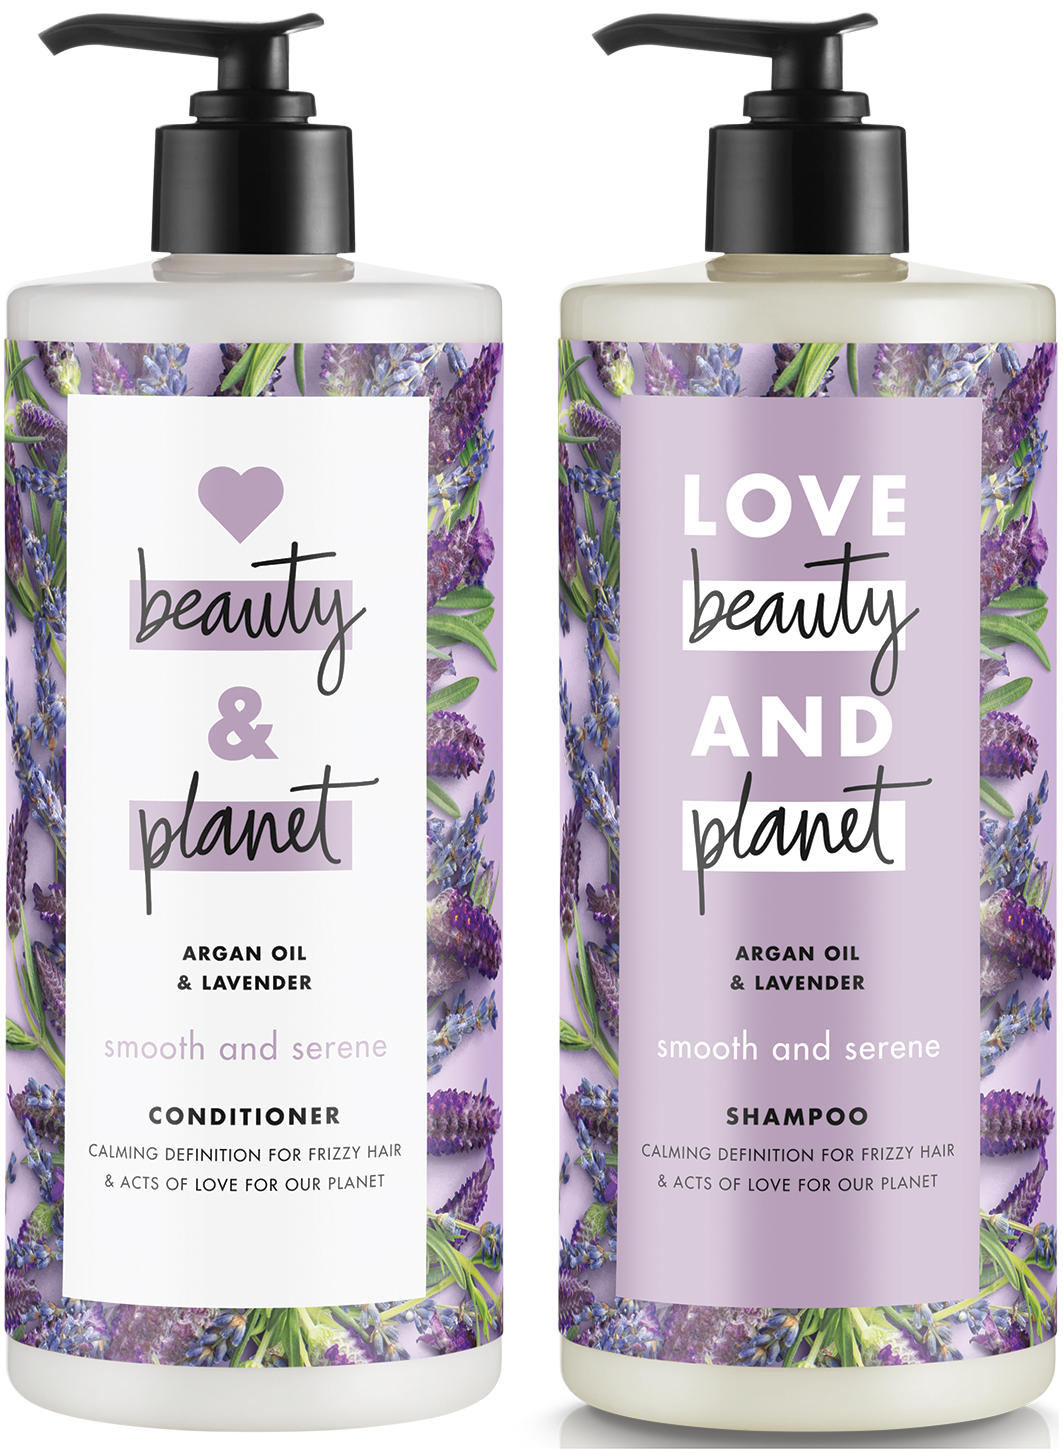 beauty
&
planet
ARGAN OIL
& LAVENDER
smooth and serene
CONDITIONER
CALMING DEFINITION FOR FRIZZY HAIR
& ACTS OF LOVE FOR OUR PLANET
LOVE
beauty
AND
planet
ARGAN OIL
& LAVENDER
smooth and serene
SHAMPOO
CALMING DEFINITION FOR FRIZZY HAIR
& ACTS OF LOVE FOR OUR PLANET